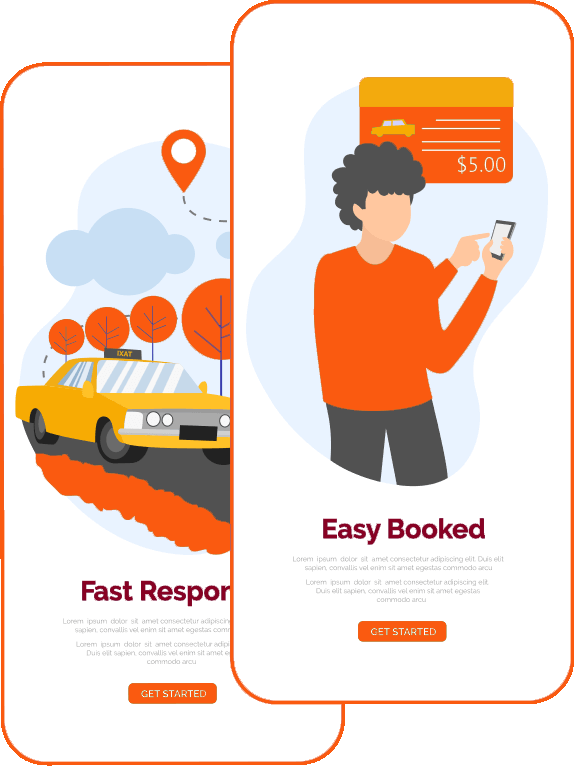 IXAT
Fast Respon
Lorem ipsum dolor sit amet consectetur adipiscing
sapien, convallis vel enim sit amet egestas com
Lorem ipsum dolor sit amet consectetur adipi
Duis elit sapien, convallis vel enim sit amet e
commodo arcu
GET STARTED
$5.00
Easy Booked
Lorem ipsum dolor sit amet consectetur adipiscing elit. Duis elit
sapien, convallis vel enim sit amet egestas commodo arcu
Lorem ipsum dolor sit amet consectetur adipiscing elit
Duis elit sapien, convallis vel enim sit amet egestas
commodo arcu
GET STARTED